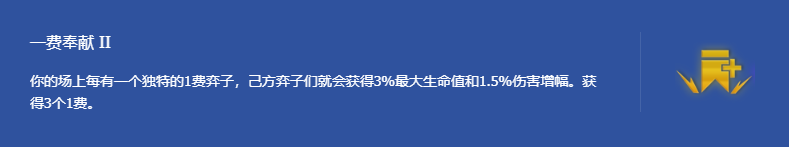 一费奉献 II
你的场上每有一个独特的1费弈子，己方弈子们就会获得3%最大生命值和1.5%伤害增幅。获
得3个1费。